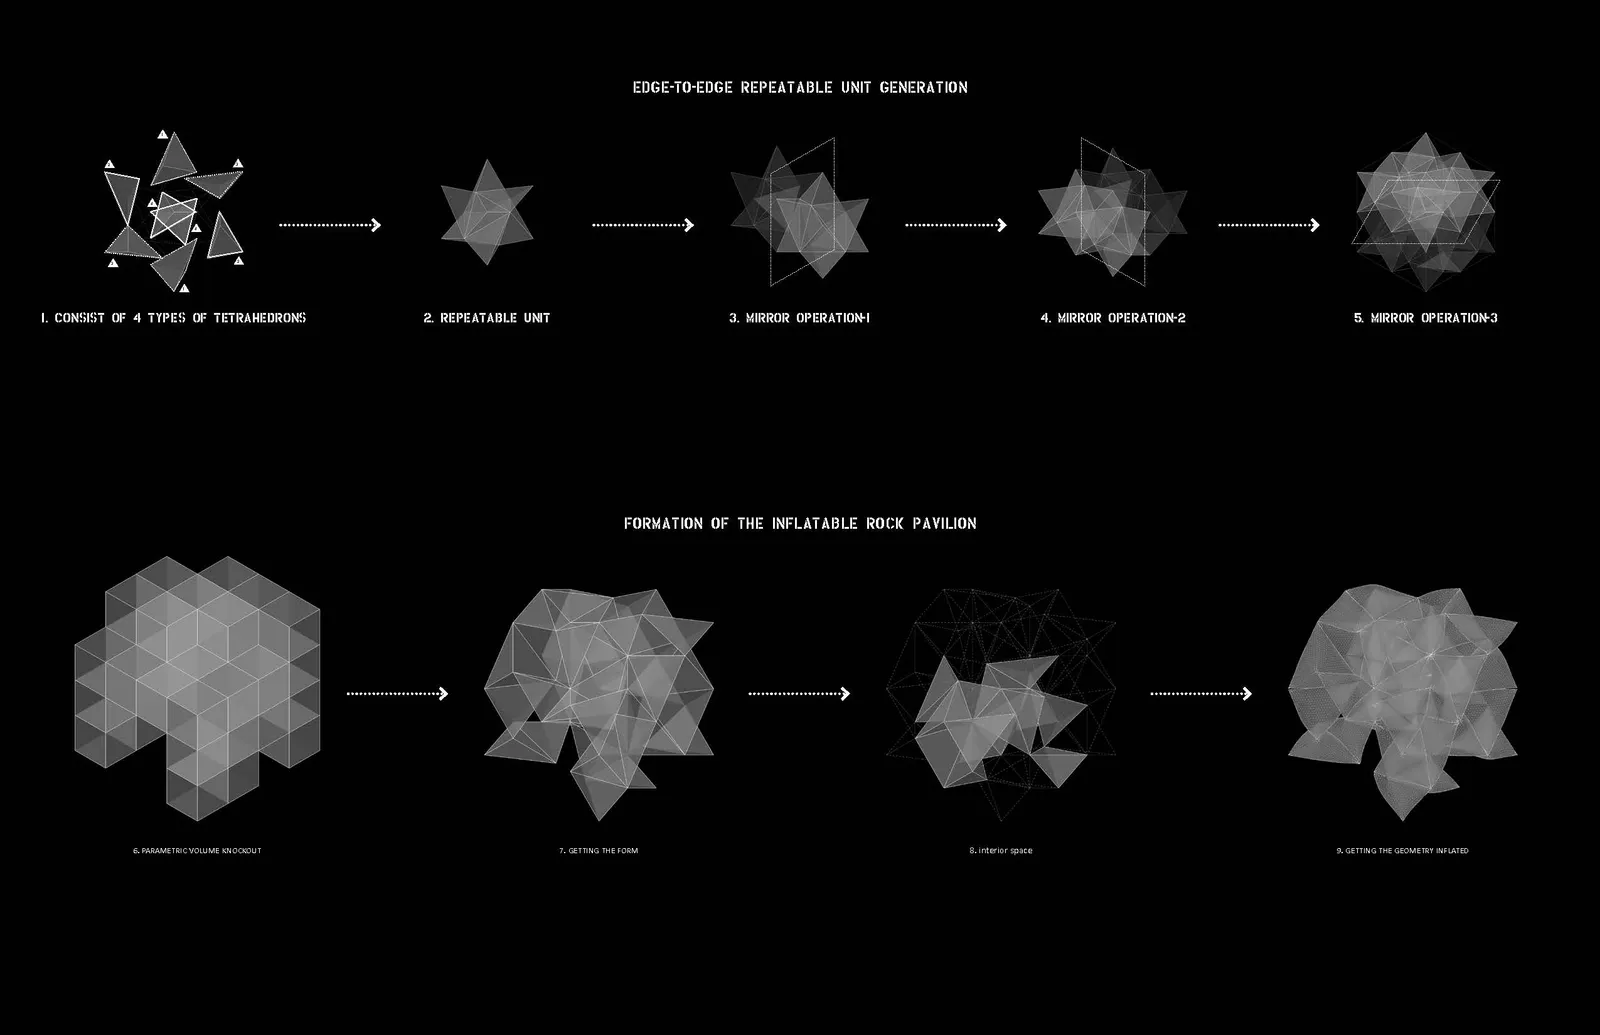 EDGE-TO-EDGE REPEATABLE UNIT GENERATION
1. CONSIST OF 4 TYPES OF TETRAHEDRONS
2. REPEATABLE UNIT
3. MIRROR OPERATION-1
4. MIRROR OPERATION-2
5. MIRROR OPERATION-3
FORMATION OF THE INFLATABLE ROCK PAVILION
6. PARAMETRIC VOLUME KNOCKOUT
7. GETTING THE FORM
8. interior space
9. GETTING THE GEOMETRY INFLATED